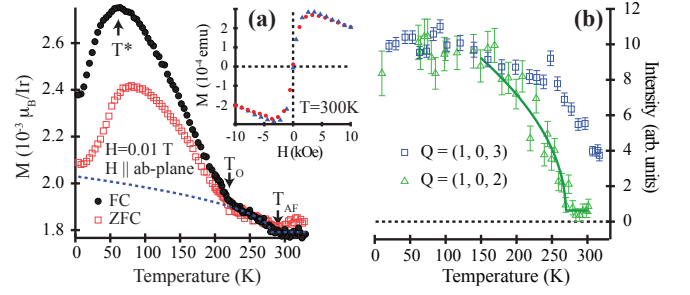 (a)
T*
H=0.01 T
H || ab-plane
FC
ZFC
T_O
T_AF
M (10⁻³ μ_B/Ir)
2.6
2.4
2.2
2.0
1.8
0 50 100 150 200 250 300
Temperature (K)
M (10⁻⁴ emu)
2
0
-2
T=300K
-10 -5 0 5 10
H (kOe)
(b)
Q = (1, 0, 3)
Q = (1, 0, 2)
12
10
8
6
4
2
0
Intensity (arb. units)
0 50 100 150 200 250 300
Temperature (K)